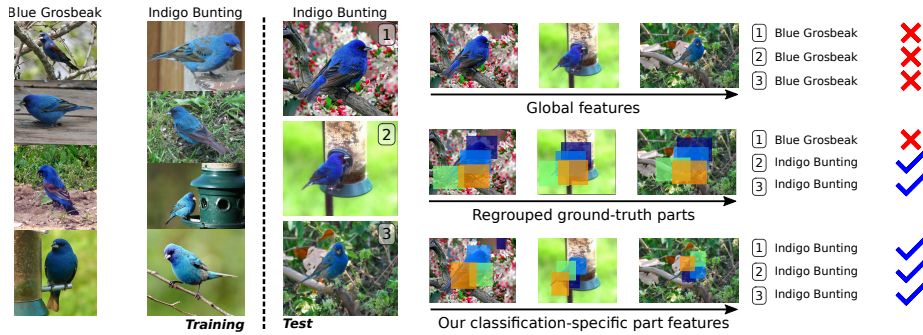 Blue Grosbeak
Indigo Bunting
Training
Indigo Bunting
1
2
3
Test
Global features
1 Blue Grosbeak
2 Blue Grosbeak
3 Blue Grosbeak
Regrouped ground-truth parts
1 Blue Grosbeak
2 Indigo Bunting
3 Indigo Bunting
Our classification-specific part features
1 Indigo Bunting
2 Indigo Bunting
3 Indigo Bunting